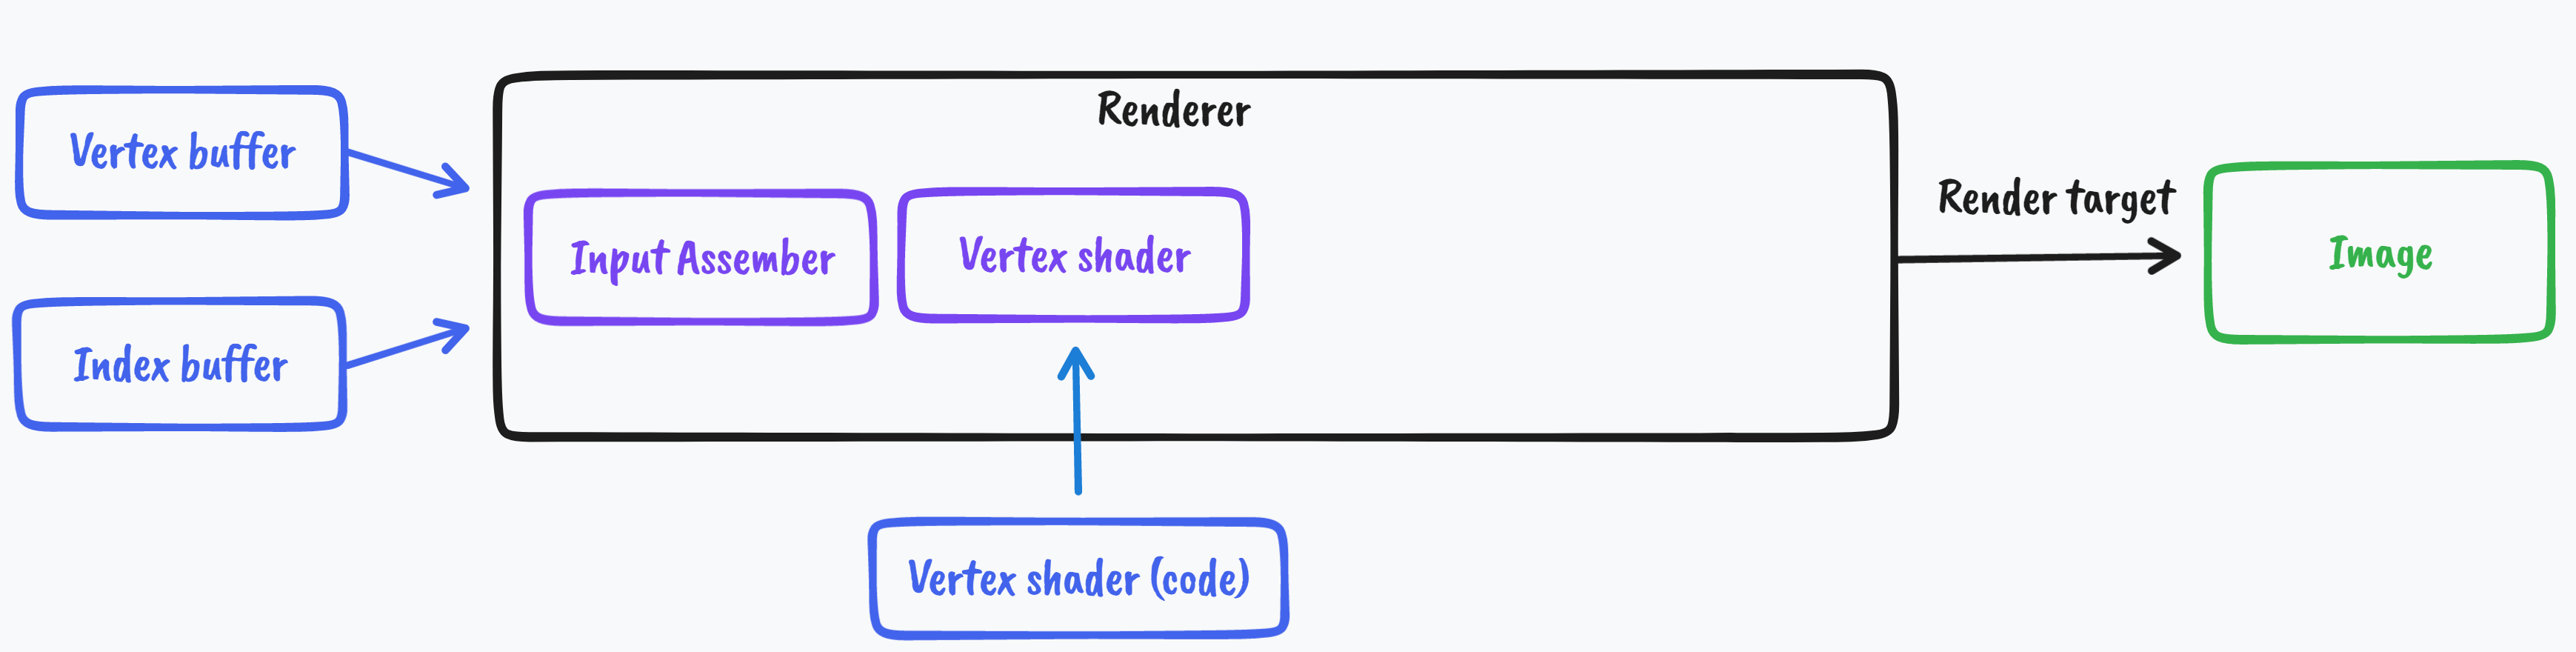 Renderer
Vertex buffer
Index buffer
Input Assember
Vertex shader
Render target
Image
Vertex shader (code)